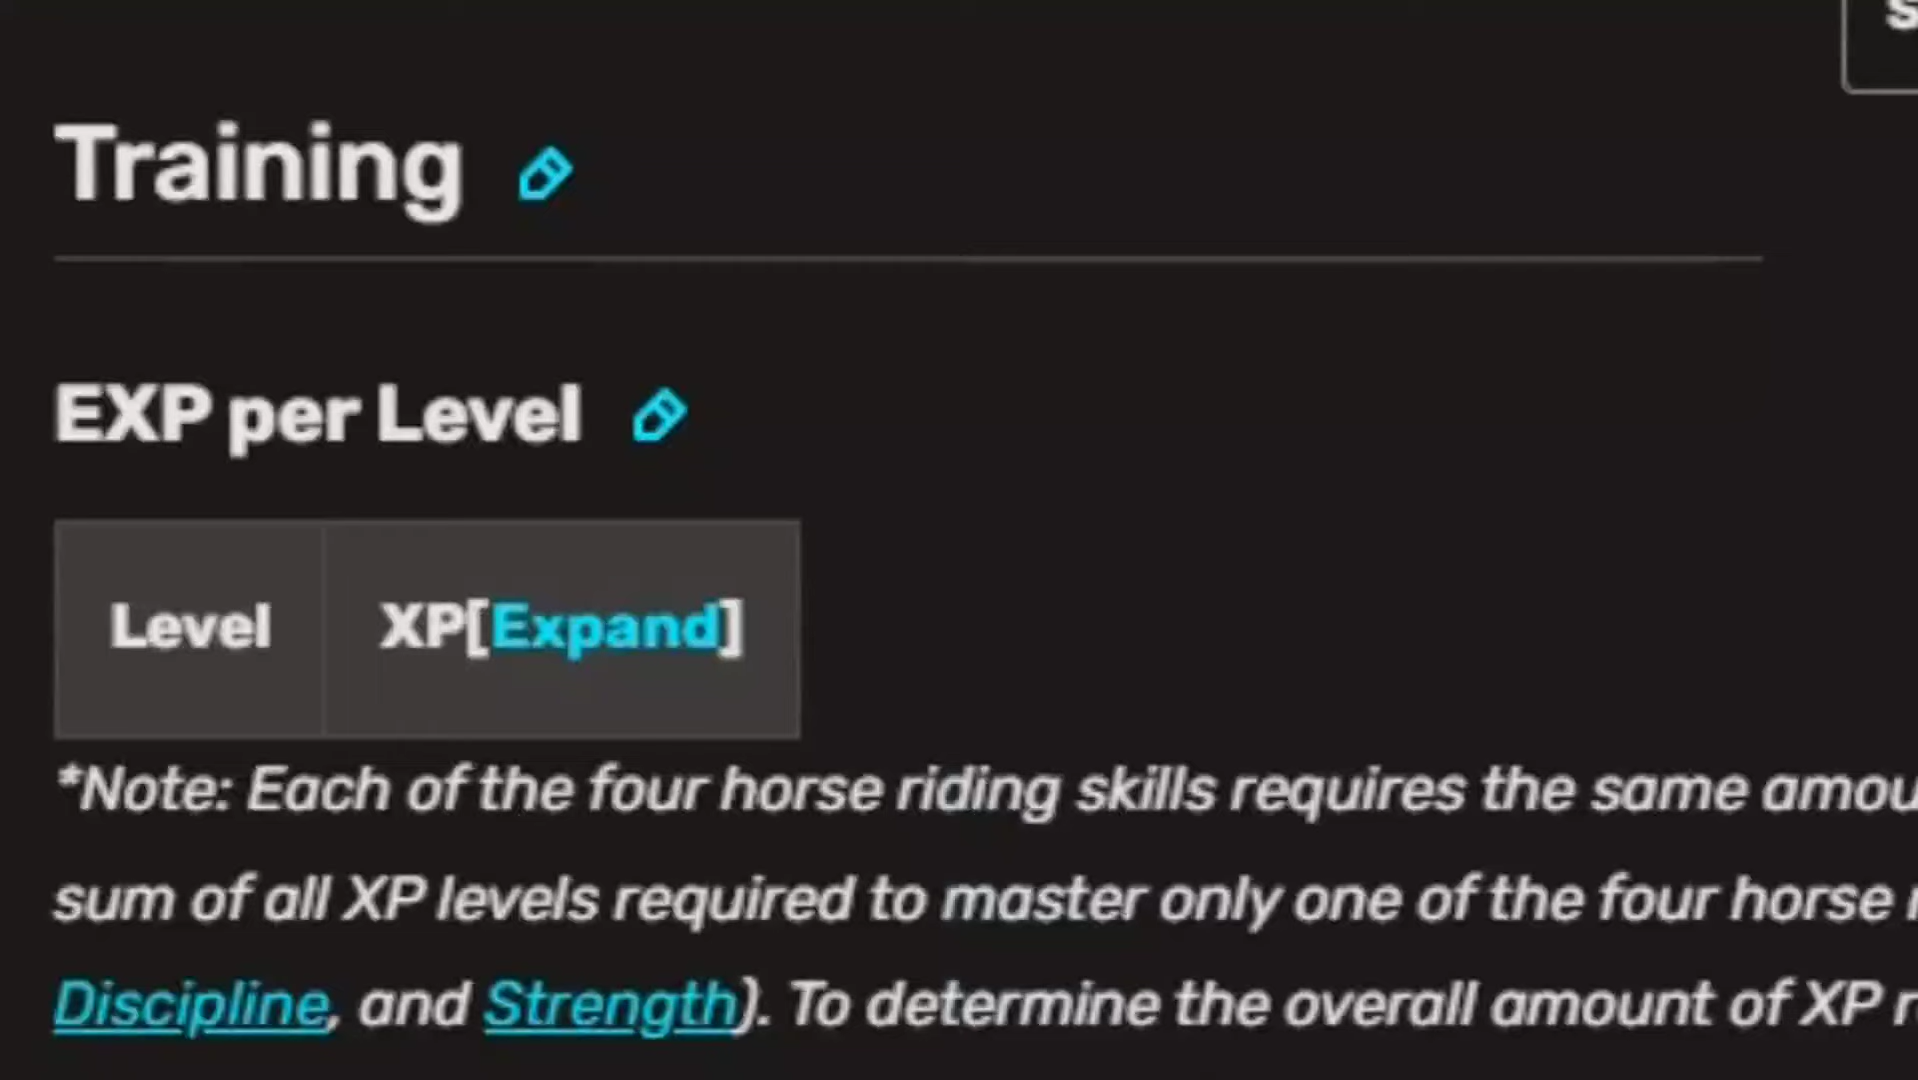 Training
EXP per Level
Level XP[Expand]
*Note: Each of the four horse riding skills requires the same
sum of all XP levels required to master only one of the four horse
Discipline, and Strength). To determine the overall amount of XP